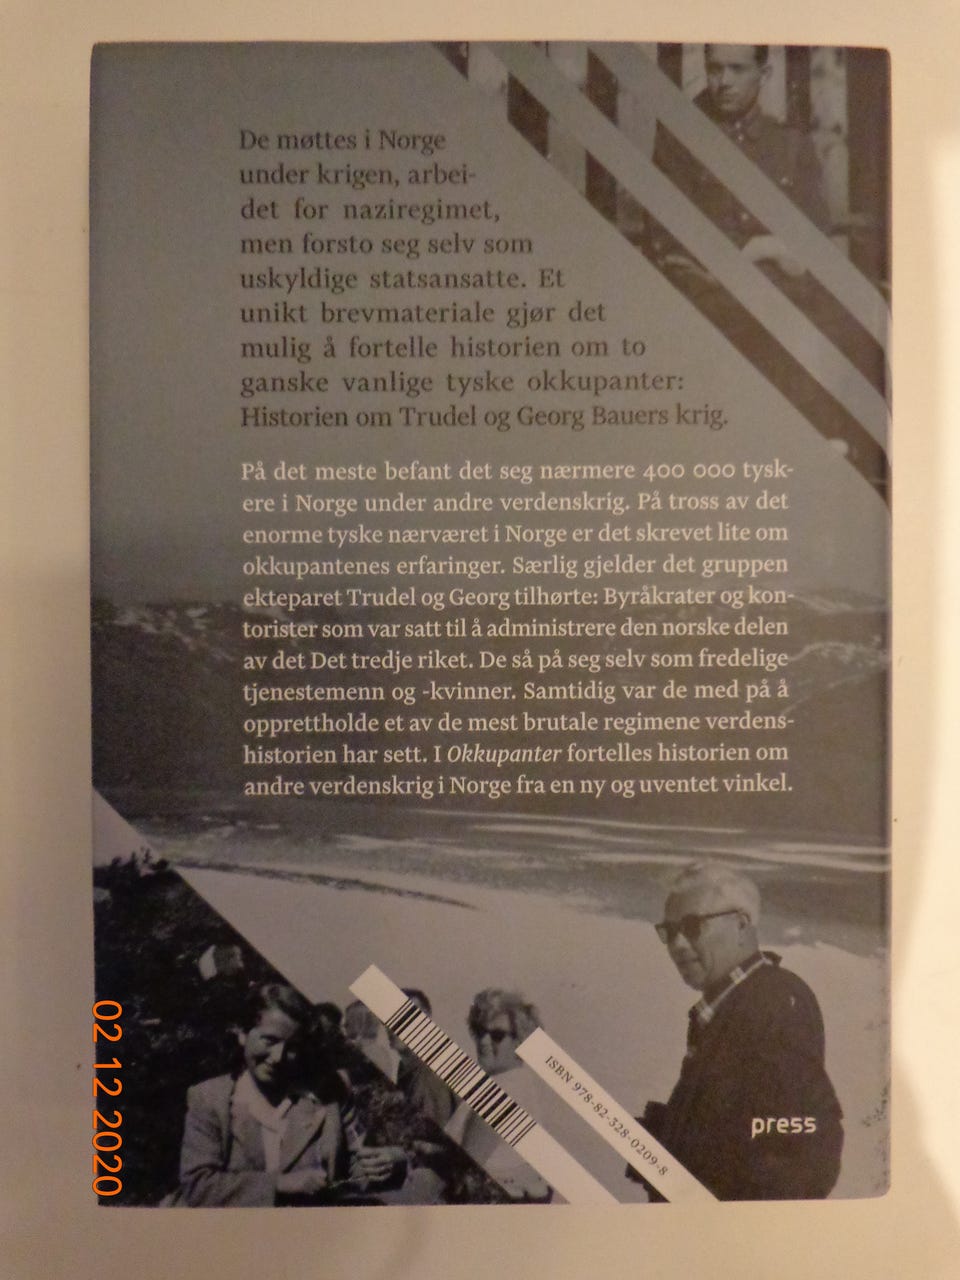 De møttes i Norge
under krigen, arbei-
det for naziregimet,
men forsto seg selv som
uskyldige statsansatte. Et
unikt brevmateriale gjør det
mulig å fortelle historien om to
ganske vanlige tyske okkupanter:
Historien om Trudel og Georg Bauers krig.
På det meste befant det seg nærmere 400 000 tysk-
ere i Norge under andre verdenskrig. På tross av det
enorme tyske nærværet i Norge er det skrevet lite om
okkupantenes erfaringer. Særlig gjelder det gruppen
ekteparet Trudel og Georg tilhørte: Byråkrater og kon-
torister som var satt til å administrere den norske delen
av det Det tredje riket. De så på seg selv som fredelige
tjenestemenn og -kvinner. Samtidig var de med på å
opprettholde et av de mest brutale regimene verdens-
historien har sett. I Okkupanter fortelles historien om
andre verdenskrig i Norge fra en ny og uventet vinkel.
ISBN 978-82-328-0209-8
press
02 12 2020